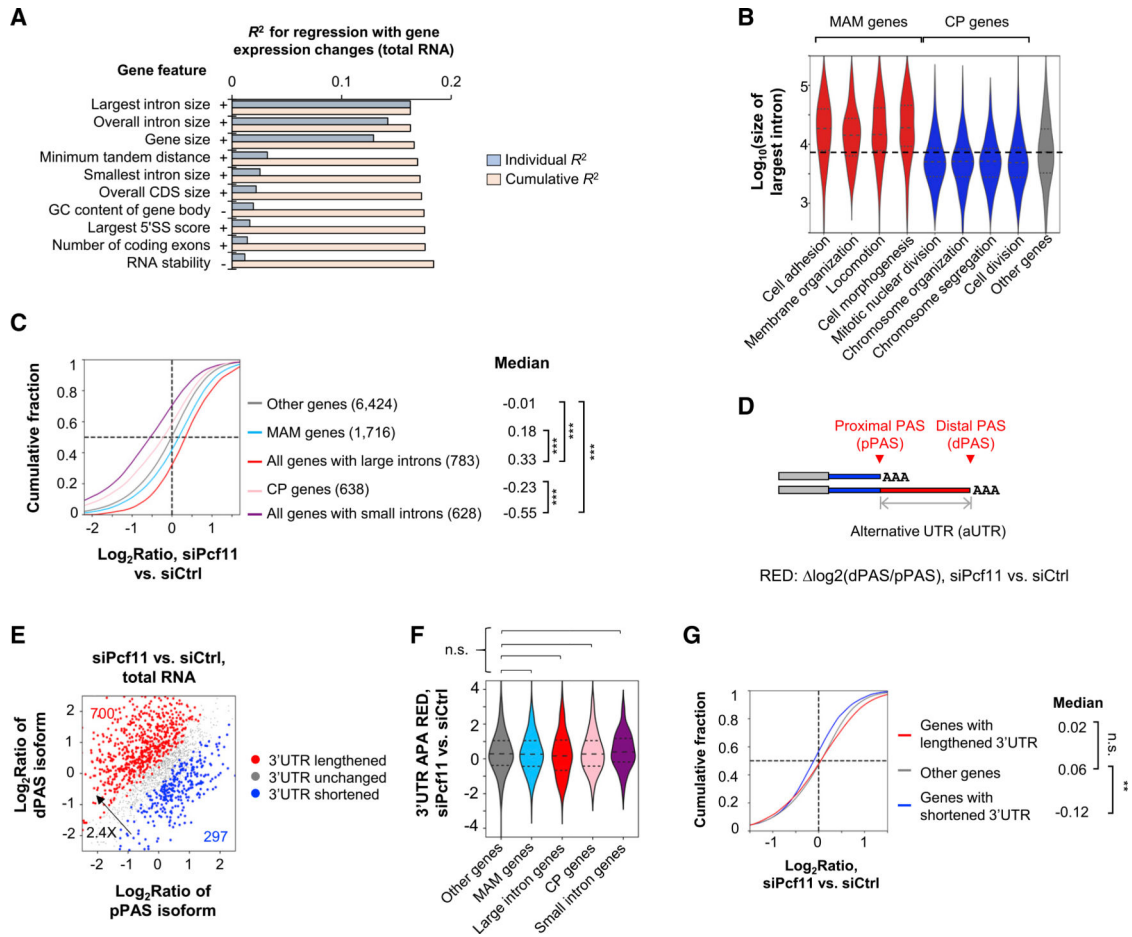 A
R² for regression with gene
expression changes (total RNA)
Gene feature
0
0.1
0.2
Largest intron size +
Overall intron size +
Gene size +
Minimum tandem distance +
Smallest intron size +
Overall CDS size +
GC content of gene body -
Largest 5'SS score +
Number of coding exons +
RNA stability -
Individual R²
Cumulative R²
B
MAM genes
CP genes
Log₁₀(size of
largest intron)
5
4
3
Cell adhesion
Membrane organization
Locomotion
Cell morphogenesis
Mitotic nuclear division
Chromosome organization
Chromosome segregation
Cell division
Other genes
C
Cumulative fraction
1
0.8
0.6
0.4
0.2
0
-2
-1
0
1
Log₂Ratio, siPcf11
vs. siCtrl
Median
Other genes (6,424) -0.01
MAM genes (1,716) 0.18
All genes with large introns (783) 0.33
CP genes (638) -0.23
All genes with small introns (628) -0.55
***
***
***
***
D
Proximal PAS
(pPAS)
Distal PAS
(dPAS)
AAA
AAA
Alternative UTR (aUTR)
RED: Δlog2(dPAS/pPAS), siPcf11 vs. siCtrl
E
siPcf11 vs. siCtrl,
total RNA
Log₂Ratio of
dPAS isoform
2
1
0
-1
-2
700
2.4X
297
-2
-1
0
1
2
Log₂Ratio of
pPAS isoform
3'UTR lengthened
3'UTR unchanged
3'UTR shortened
F
n.s.
3'UTR APA RED,
siPcf11 vs. siCtrl
4
2
0
-2
-4
Other genes
MAM genes
Large intron genes
CP genes
Small intron genes
G
Cumulative fraction
1
0.8
0.6
0.4
0.2
0
-1
0
1
Log₂Ratio,
siPcf11 vs. siCtrl
Median
Genes with
lengthened 3'UTR
0.02
Other genes
0.06
Genes with
shortened 3'UTR
-0.12
n.s.
**